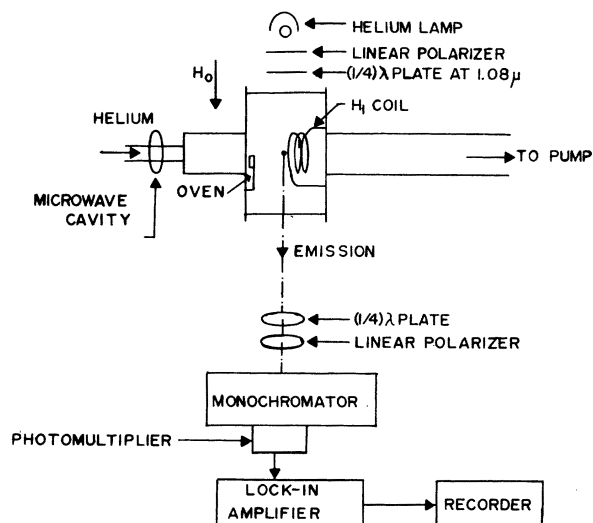 HELIUM LAMP
LINEAR POLARIZER
(1/4)λ PLATE AT 1.08μ
H₀
H₁ COIL
HELIUM
TO PUMP
OVEN
MICROWAVE
CAVITY
EMISSION
(1/4)λ PLATE
LINEAR POLARIZER
MONOCHROMATOR
PHOTOMULTIPLIER
LOCK-IN
AMPLIFIER
RECORDER